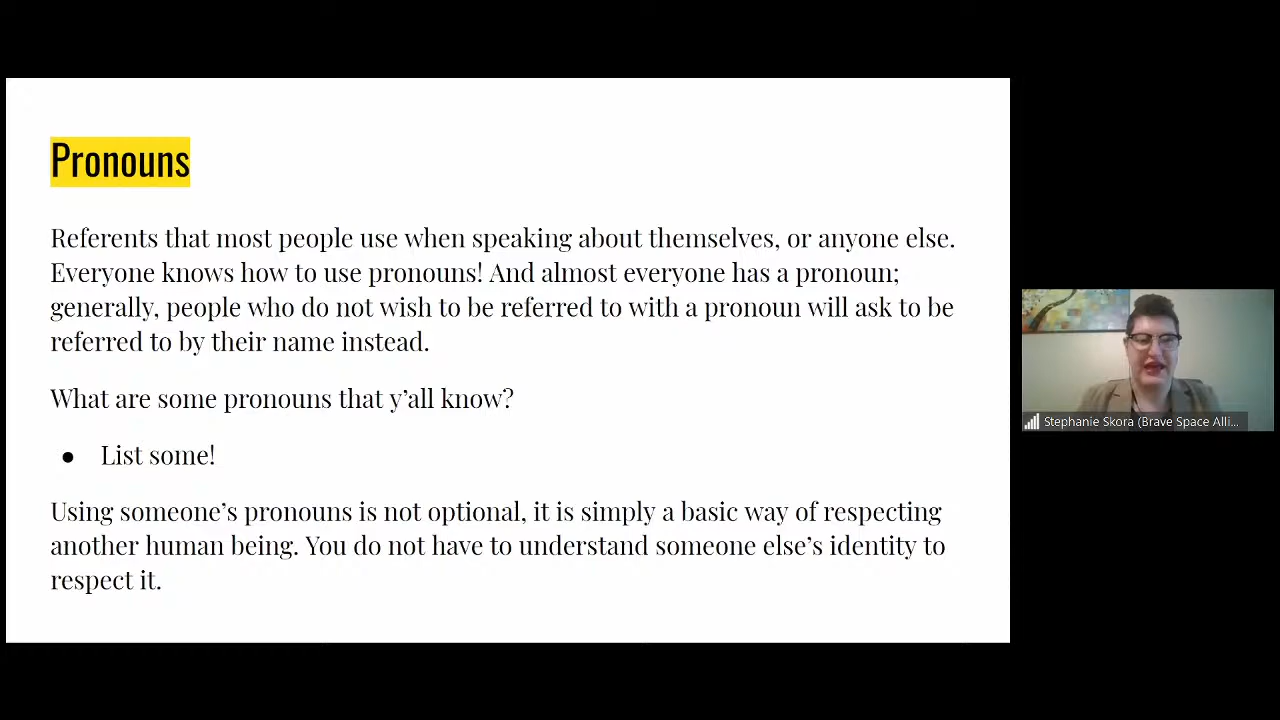 Pronouns
Referents that most people use when speaking about themselves, or anyone else.
Everyone knows how to use pronouns! And almost everyone has a pronoun;
generally, people who do not wish to be referred to with a pronoun will ask to be
referred to by their name instead.
What are some pronouns that y’all know?
● List some!
Using someone’s pronouns is not optional, it is simply a basic way of respecting
another human being. You do not have to understand someone else’s identity to
respect it.
Stephanie Skora (Brave Space Alli...